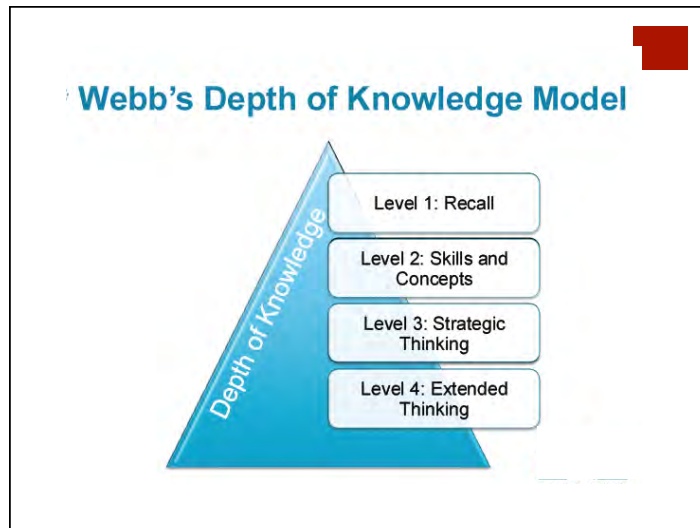 Webb's Depth of Knowledge Model
Depth of Knowledge
Level 1: Recall
Level 2: Skills and
Concepts
Level 3: Strategic
Thinking
Level 4: Extended
Thinking